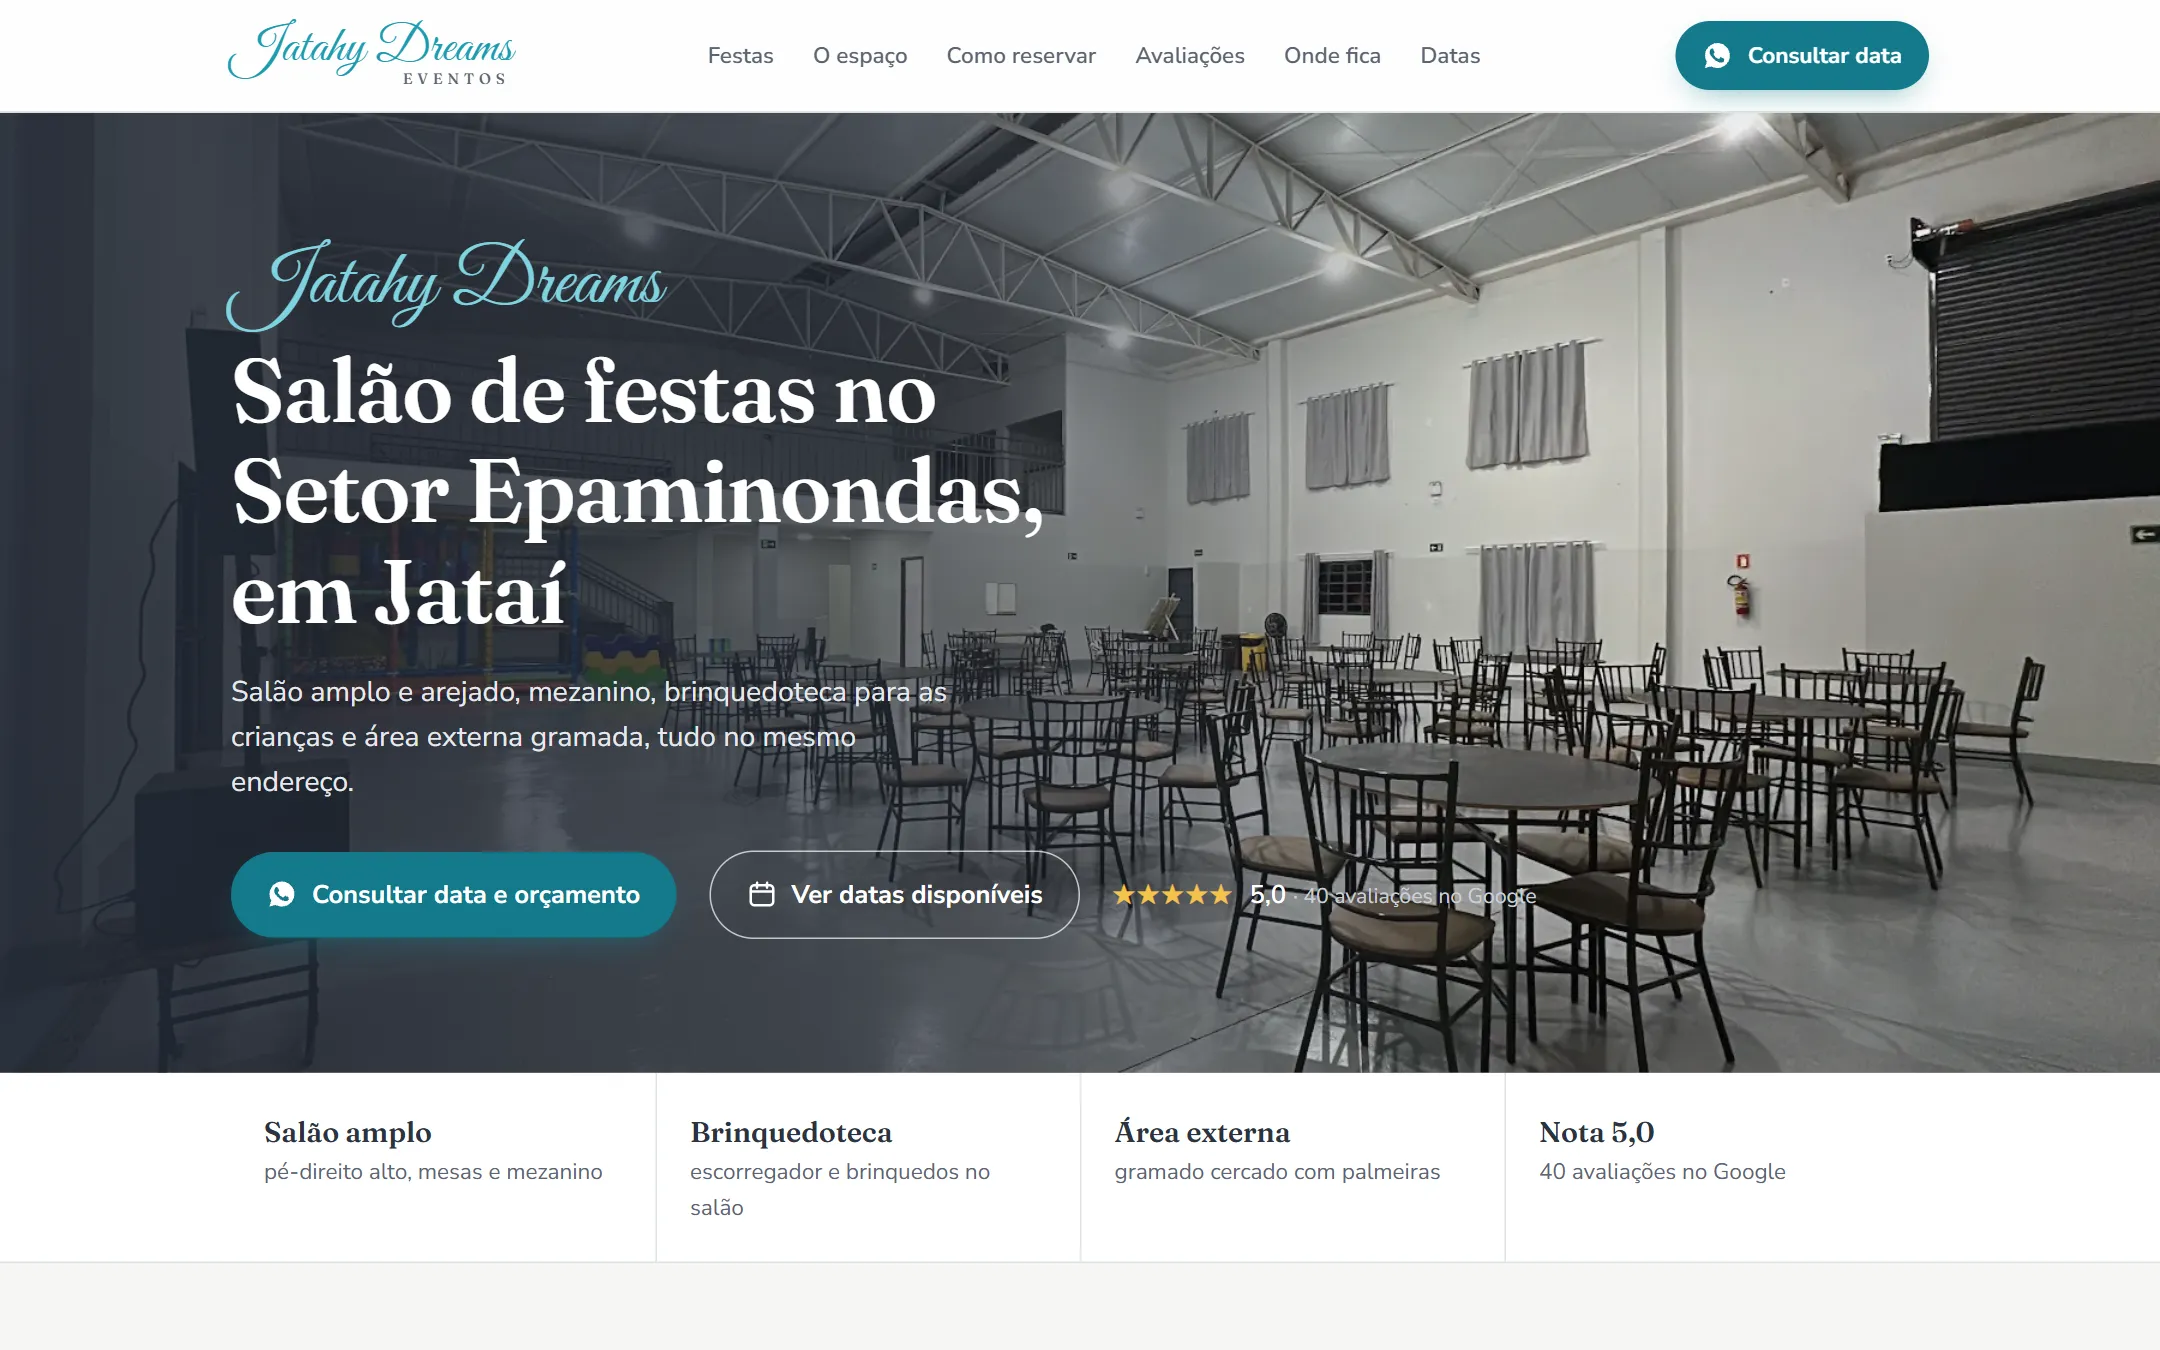 Jatahy Dreams
EVENTOS
Festas
O espaço
Como reservar
Avaliações
Onde fica
Datas
Consultar data
Jatahy Dreams
Salão de festas no
Setor Epaminondas,
em Jataí
Salão amplo e arejado, mezanino, brinquedoteca para as
crianças e área externa gramada, tudo no mesmo
endereço.
Consultar data e orçamento
Ver datas disponíveis
★★★★★ 5,0 · 40 avaliações no Google
Salão amplo
pé-direito alto, mesas e mezanino
Brinquedoteca
escorregador e brinquedos no
salão
Área externa
gramado cercado com palmeiras
Nota 5,0
40 avaliações no Google